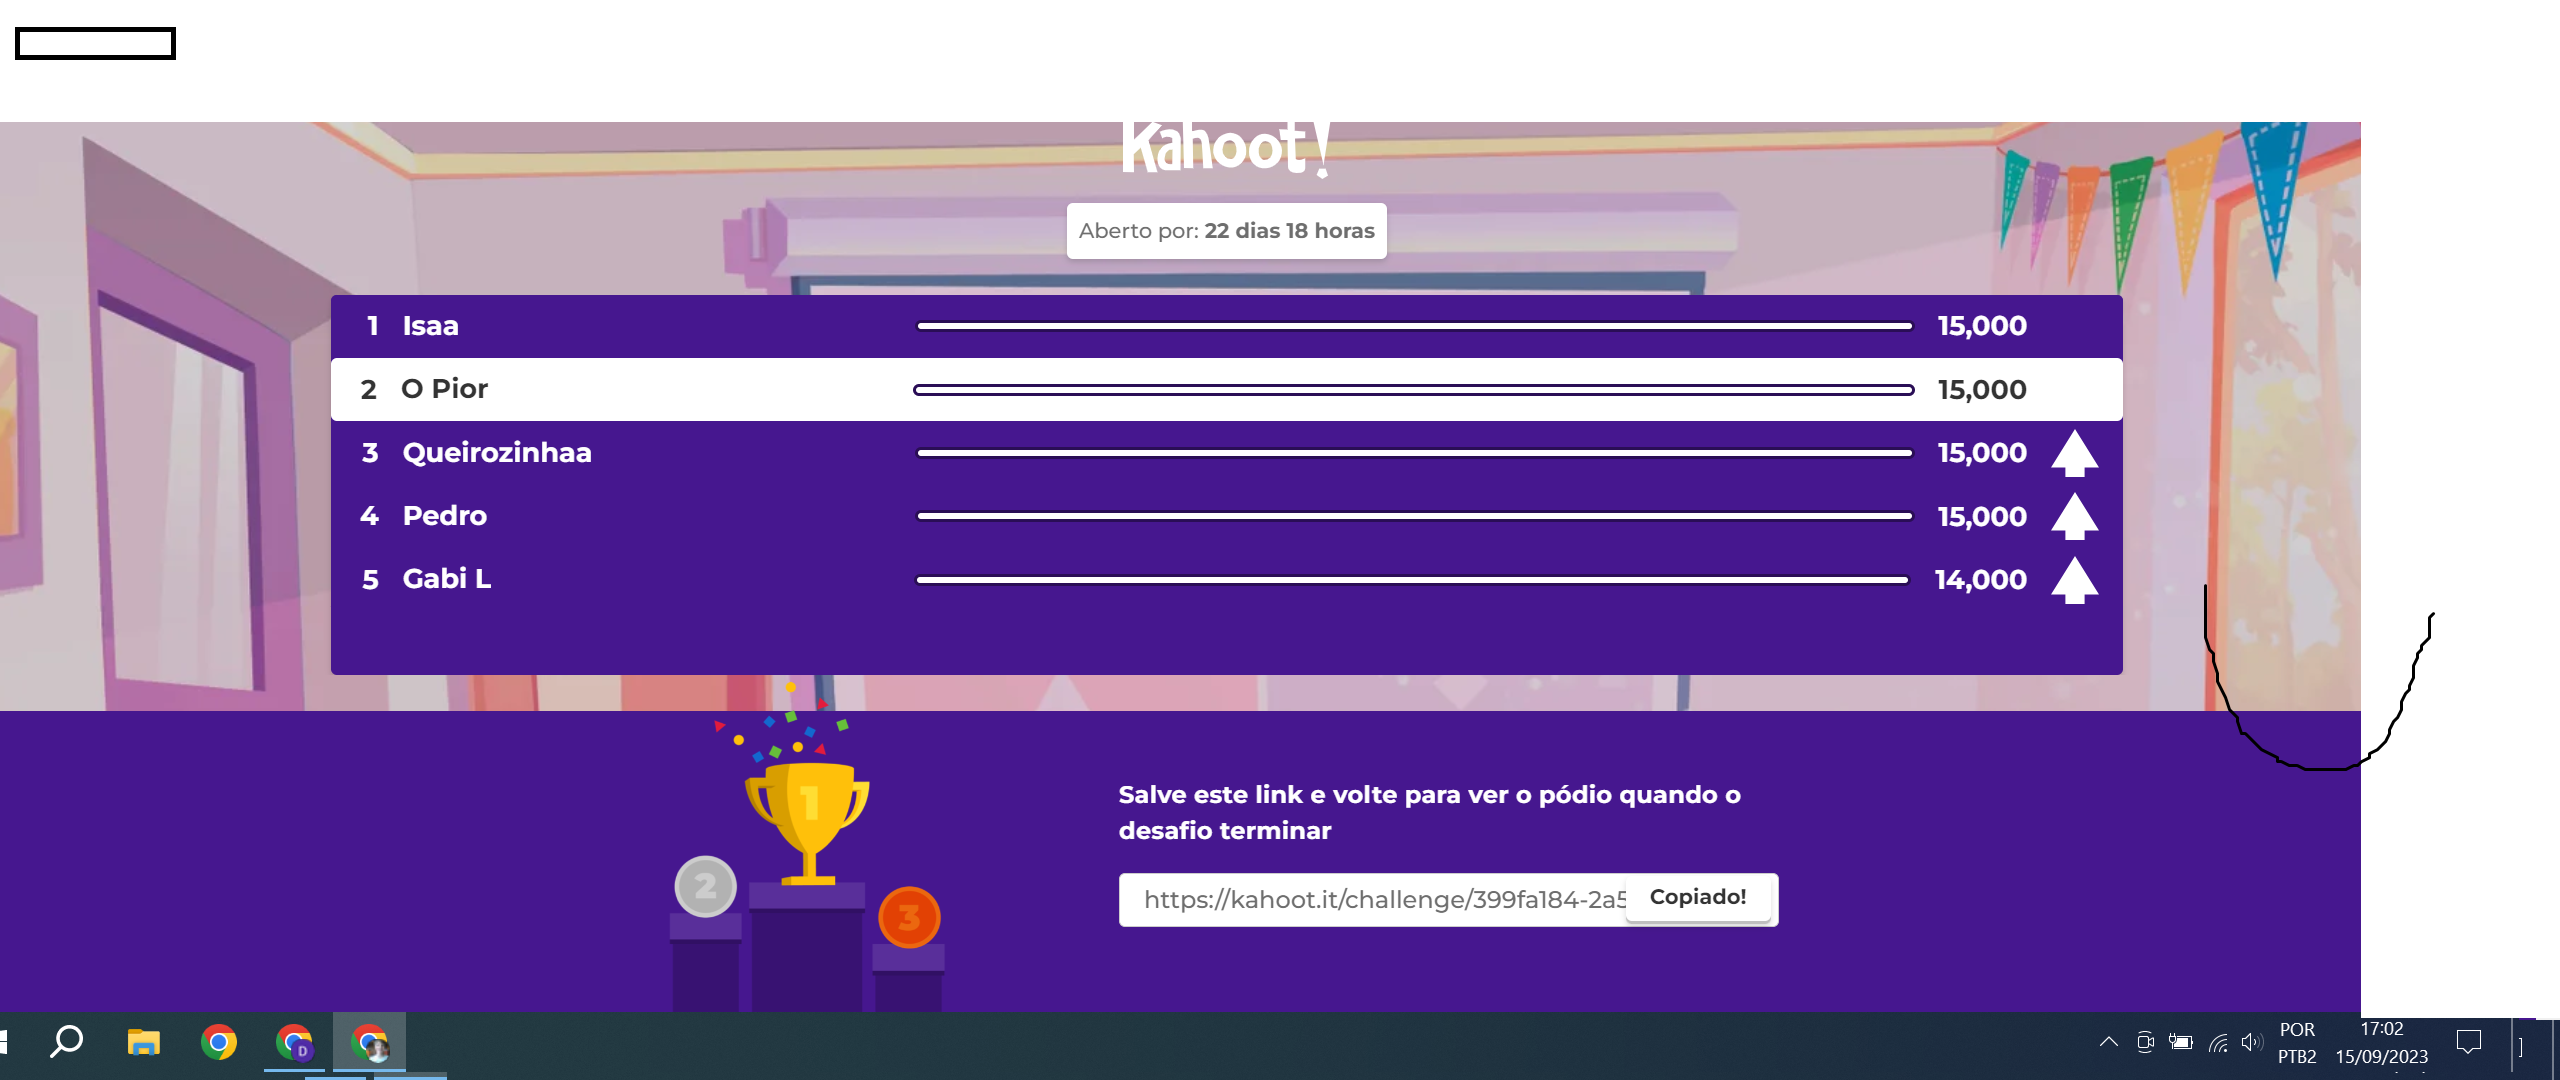 Kahoot!
Aberto por: 22 dias 18 horas
1 Isaa 15,000
2 O Pior 15,000
3 Queirozinhaa 15,000
4 Pedro 15,000
5 Gabi L 14,000
1
2
3
Salve este link e volte para ver o pódio quando o
desafio terminar
https://kahoot.it/challenge/399fa184-2a5 Copiado!
D
POR 17:02
PTB2 15/09/2023